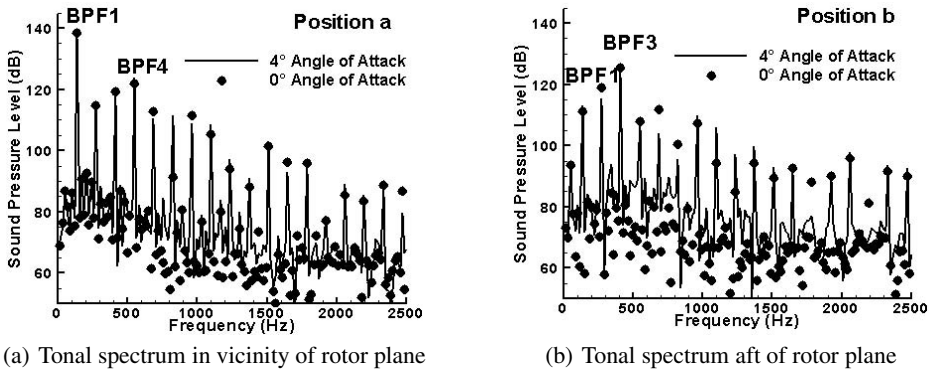 BPF1
Position a
BPF4
4° Angle of Attack
0° Angle of Attack
Sound Pressure Level (dB)
140
120
100
80
60
0 500 1000 1500 2000 2500
Frequency (Hz)
(a) Tonal spectrum in vicinity of rotor plane
Position b
BPF3
BPF1
4° Angle of Attack
0° Angle of Attack
Sound Pressure Level (dB)
140
120
100
80
60
0 500 1000 1500 2000 2500
Frequency (Hz)
(b) Tonal spectrum aft of rotor plane